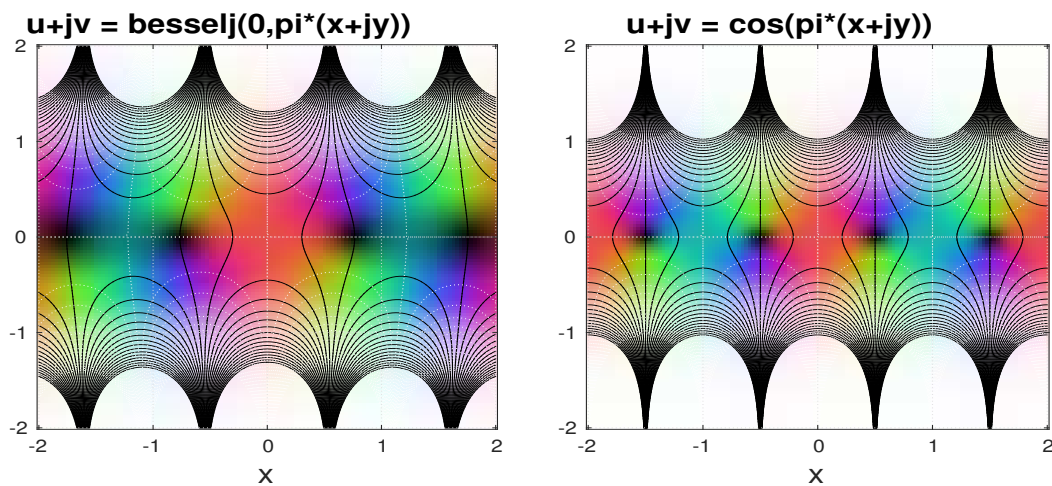 u+jv = besselj(0,pi*(x+jy))
2
1
0
-1
-2
-2 -1 0 1 2
x
u+jv = cos(pi*(x+jy))
2
1
0
-1
-2
-2 -1 0 1 2
x